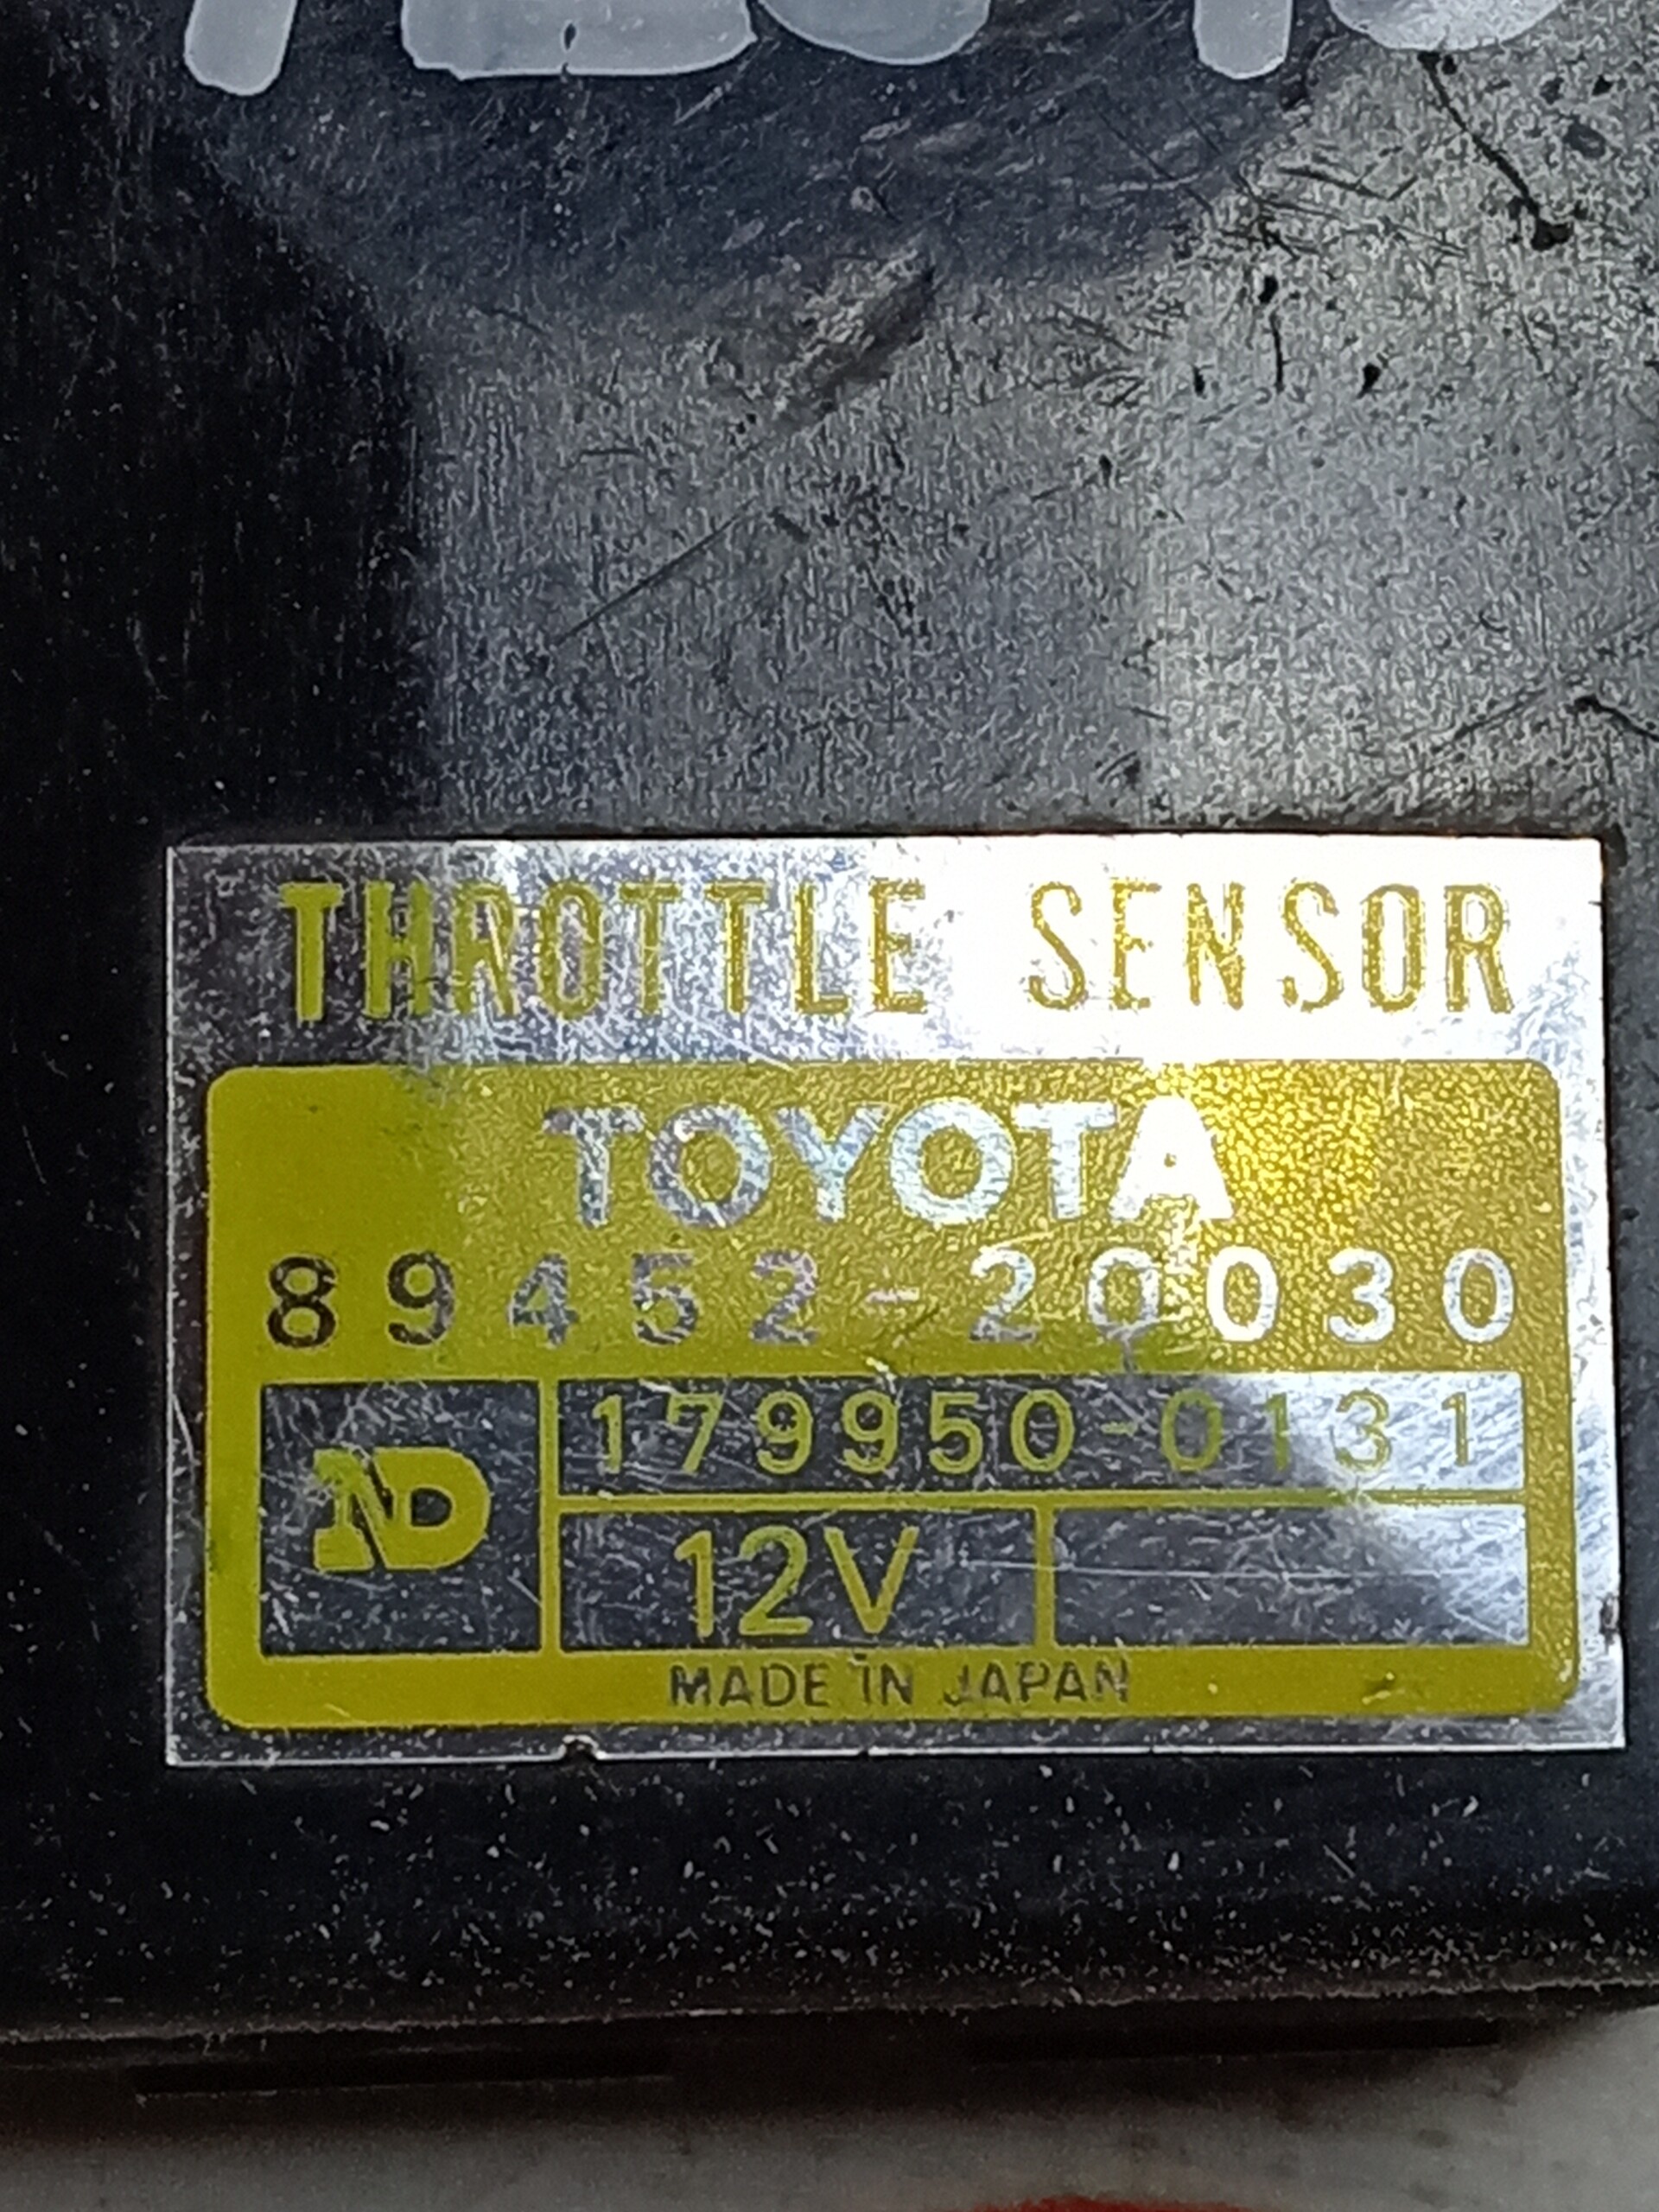 THROTTLE SENSOR
TOYOTA
89452-20030
ND
179950-0131
12V
MADE IN JAPAN